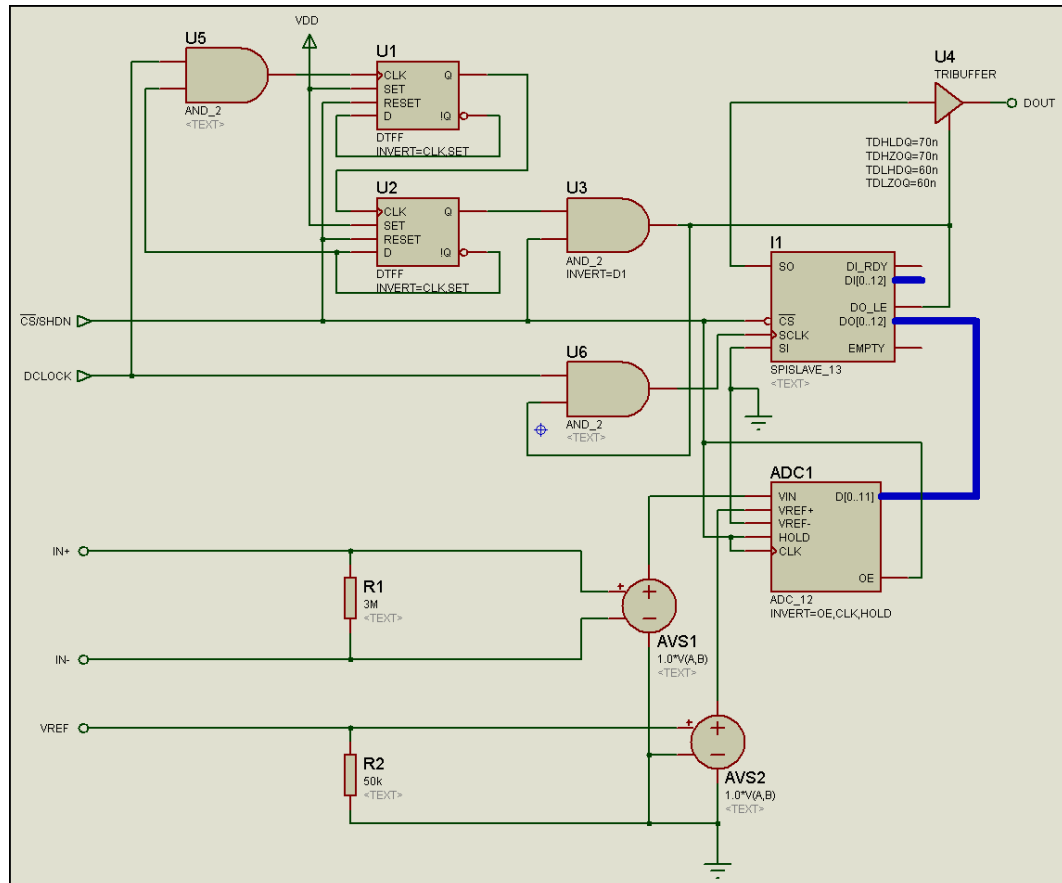 VDD
U5
AND_2
<TEXT>
U1
CLK Q
SET
RESET
D !Q
DTFF
INVERT=CLK,SET
U4
TRIBUFFER
DOUT
TDHLDQ=70n
TDHZOQ=70n
TDLHDQ=60n
TDLZOQ=60n
U2
CLK Q
SET
RESET
D !Q
DTFF
INVERT=CLK,SET
U3
AND_2
INVERT=D1
I1
SO DI_RDY
DI[0..12]
DO_LE
CS DO[0..12]
SCLK
SI EMPTY
SPISLAVE_13
<TEXT>
CS/SHDN
DCLOCK
U6
AND_2
<TEXT>
ADC1
VIN D[0..11]
VREF+
VREF-
HOLD
CLK
OE
ADC_12
INVERT=OE,CLK,HOLD
IN+
R1
3M
<TEXT>
IN-
+
+
−
AVS1
1.0*V(A,B)
<TEXT>
VREF
R2
50k
<TEXT>
+
+
−
AVS2
1.0*V(A,B)
<TEXT>